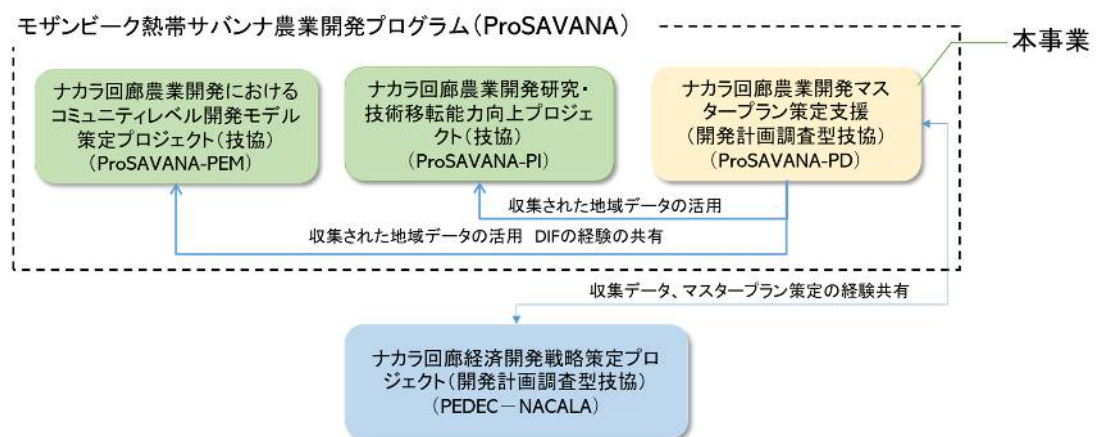 モザンビーク熱帯サバンナ農業開発プログラム(ProSAVANA)
本事業
ナカラ回廊農業開発における
コミュニティレベル開発モデル
策定プロジェクト(技協)
(ProSAVANA-PEM)
ナカラ回廊農業開発研究・
技術移転能力向上プロジェ
クト(技協)
(ProSAVANA-PI)
ナカラ回廊農業開発マス
タープラン策定支援
(開発計画調査型技協)
(ProSAVANA-PD)
収集された地域データの活用
収集された地域データの活用 DIFの経験の共有
収集データ、マスタープラン策定の経験共有
ナカラ回廊経済開発戦略策定プロ
ジェクト(開発計画調査型技協)
(PEDEC－NACALA)